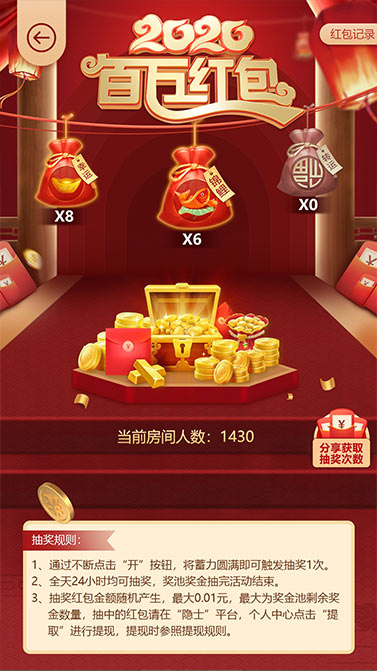 2020
百万红包
红包记录
X8
X6
X0
当前房间人数：1430
分享获取
抽奖次数
抽奖规则：
1、通过不断点击“开”按钮，将蓄力圆满即可触发抽奖1次。
2、全天24小时均可抽奖，奖池奖金抽完活动结束。
3、抽奖红包金额随机产生，最大0.01元，最大为奖金池剩余奖
金数量，抽中的红包请在“隐士”平台，个人中心点击“提
取”进行提现，提现时参照提现规则。